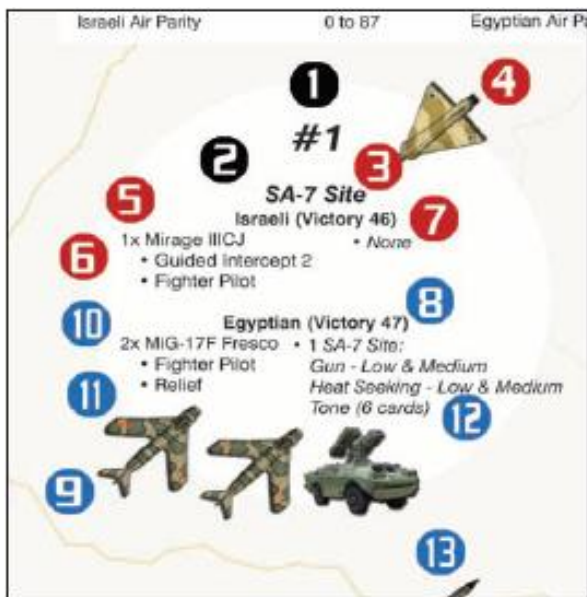 Israeli Air Parity 0 to 87 Egyptian Air Pa
1
#1
4
2
3
5
SA-7 Site
Israeli (Victory 46) 7
6 1x Mirage IIICJ • None
• Guided Intercept 2
• Fighter Pilot
8
10 Egyptian (Victory 47)
2x MiG-17F Fresco • 1 SA-7 Site:
• Fighter Pilot Gun - Low & Medium
11 • Relief Heat Seeking - Low & Medium
Tone (6 cards) 12
9
13